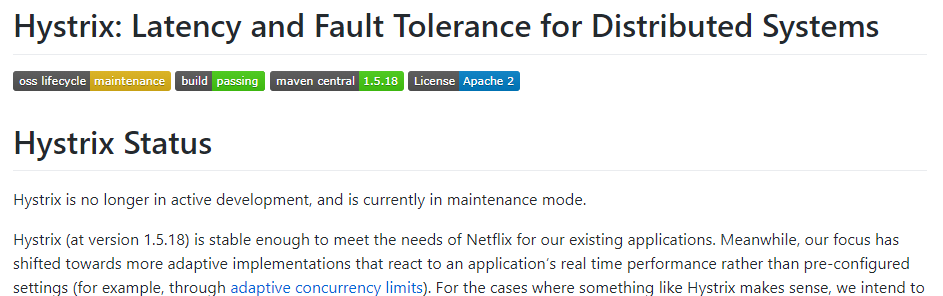 Hystrix: Latency and Fault Tolerance for Distributed Systems
oss lifecycle maintenance build passing maven central 1.5.18 License Apache 2
Hystrix Status
Hystrix is no longer in active development, and is currently in maintenance mode.
Hystrix (at version 1.5.18) is stable enough to meet the needs of Netflix for our existing applications. Meanwhile, our focus has
shifted towards more adaptive implementations that react to an application's real time performance rather than pre-configured
settings (for example, through adaptive concurrency limits). For the cases where something like Hystrix makes sense, we intend to